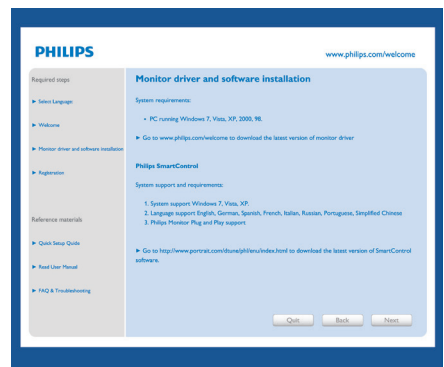 PHILIPS
www.philips.com/welcome
Required steps
Select Language:
Welcome
Monitor driver and software installation
Registration
Reference materials
Quick Setup Guide
Read User Manual
FAQ & Troubleshooting
Monitor driver and software installation
System requirements:
• PC running Windows 7, Vista, XP, 2000, 98.
Go to www.philips.com/welcome to download the latest version of monitor driver
Philips SmartControl
System support and requirements:
1. System support Windows 7, Vista, XP.
2. Language support English, German, Spanish, French, Italian, Russian, Portuguese, Simplified Chinese
3. Philips Monitor Plug and Play support
Go to http://www.portrait.com/dtune/phl/enu/index.html to download the latest version of SmartControl
software.
Quit Back Next